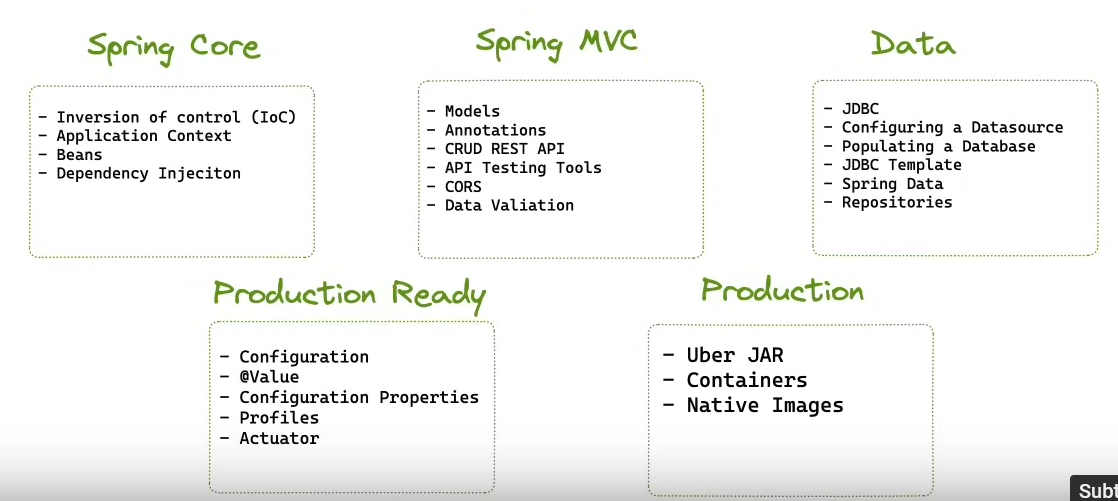 Spring Core
- Inversion of control (IoC)
- Application Context
- Beans
- Dependency Injeciton
Spring MVC
- Models
- Annotations
- CRUD REST API
- API Testing Tools
- CORS
- Data Valiation
Data
- JDBC
- Configuring a Datasource
- Populating a Database
- JDBC Template
- Spring Data
- Repositories
Production Ready
- Configuration
- @Value
- Configuration Properties
- Profiles
- Actuator
Production
- Uber JAR
- Containers
- Native Images